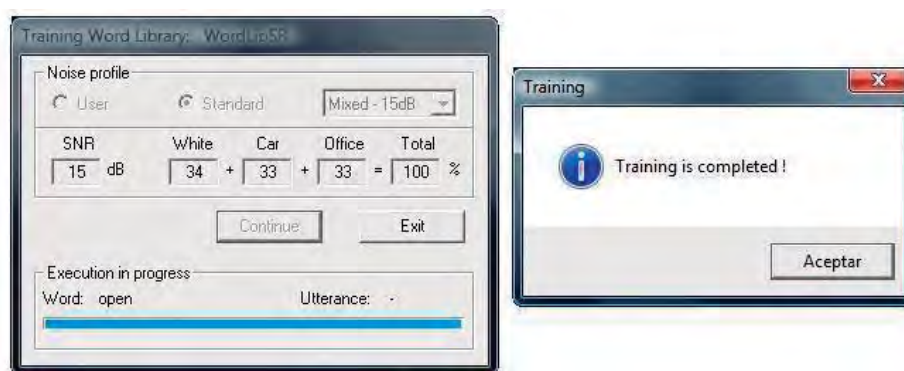 Training Word Library: WordLibSR
Noise profile
User Standard Mixed - 15dB
SNR White Car Office Total
15 dB 34 + 33 + 33 = 100 %
Continue Exit
Execution in progress
Word: open Utterance: -
Training
Training is completed !
Aceptar